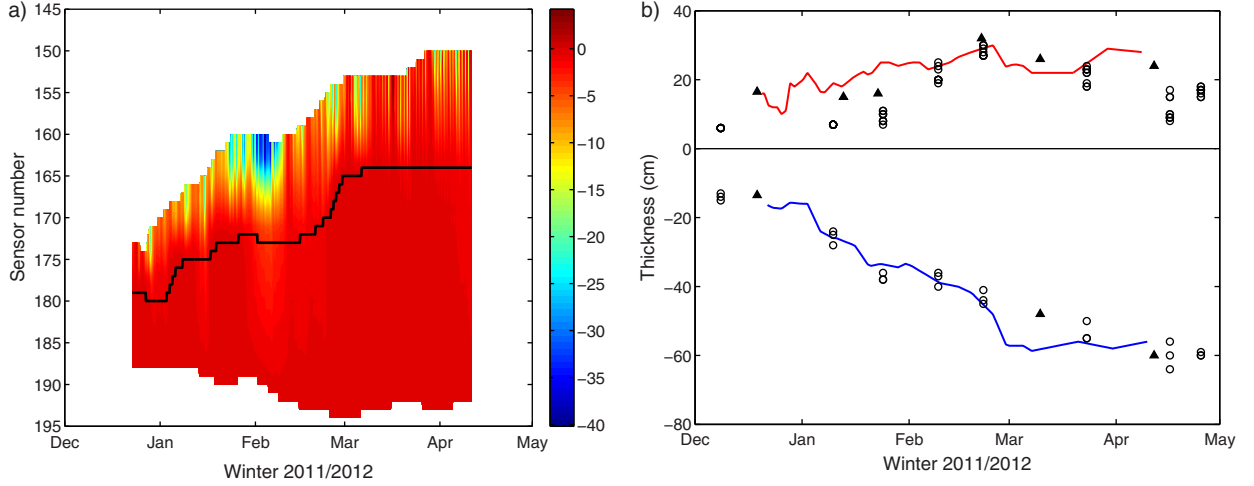 a)
145
150
155
160
165
170
175
180
185
190
195
Sensor number
Dec
Jan
Feb
Mar
Apr
May
Winter 2011/2012
0
−5
−10
−15
−20
−25
−30
−35
−40
b)
40
20
0
−20
−40
−60
−80
Thickness (cm)
Dec
Jan
Feb
Mar
Apr
May
Winter 2011/2012